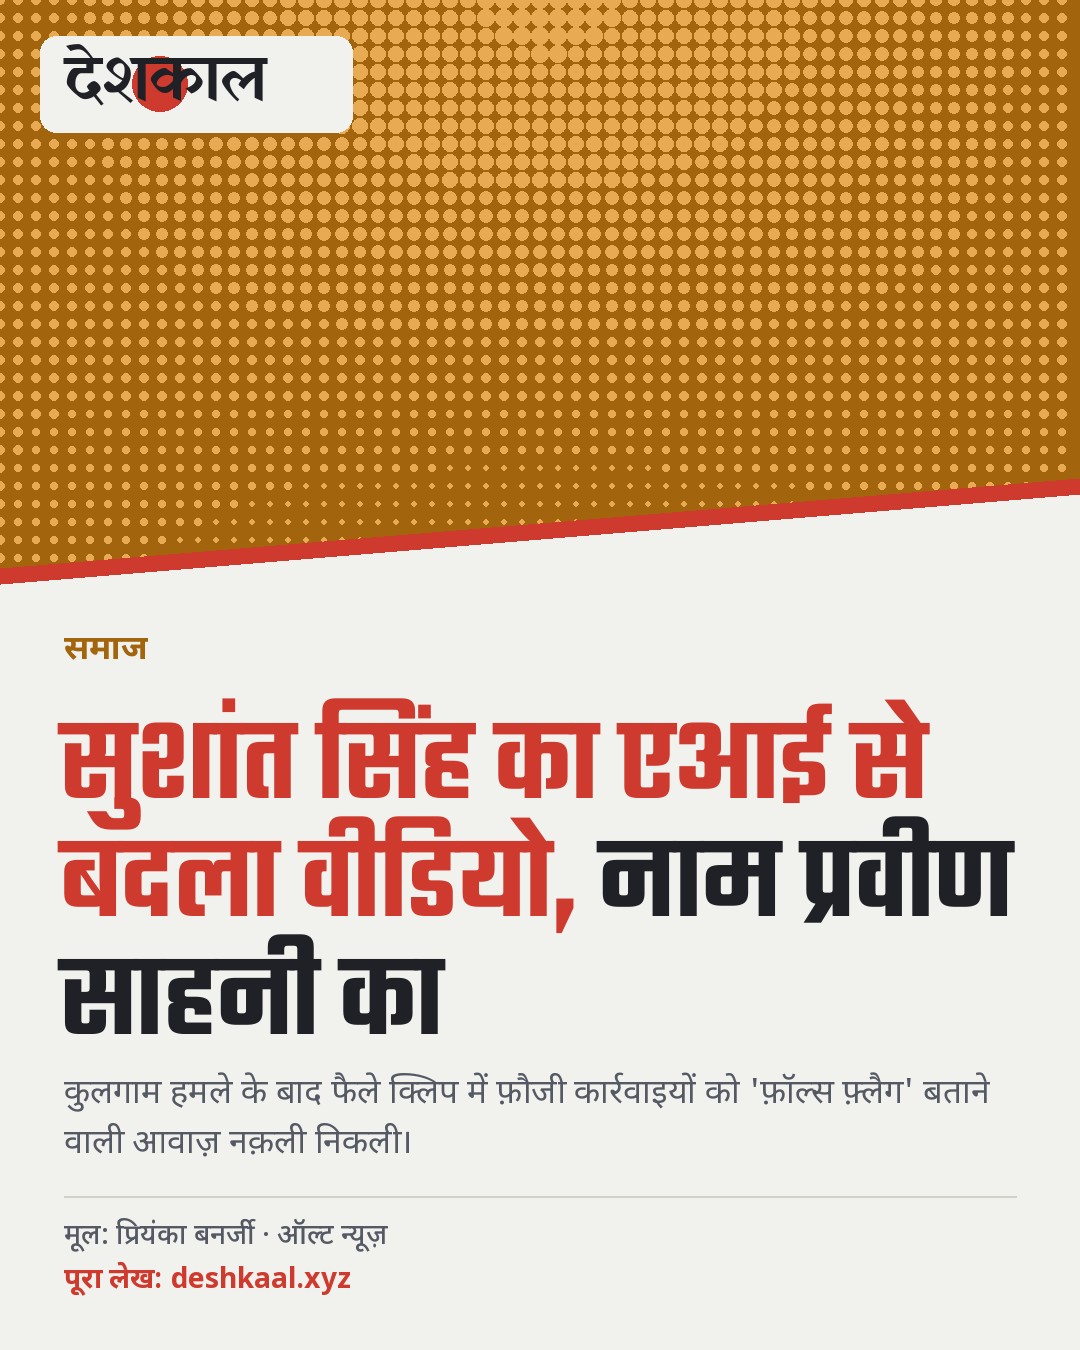 देशकाल
समाज
सुशांत सिंह का एआई से
बदला वीडियो, नाम प्रवीण
साहनी का
कुलगाम हमले के बाद फैले क्लिप में फ़ौजी कार्रवाइयों को 'फ़ॉल्स फ़्लैग' बताने
वाली आवाज़ नक़ली निकली।
मूल: प्रियंका बनर्जी · ऑल्ट न्यूज़
पूरा लेख: deshkaal.xyz